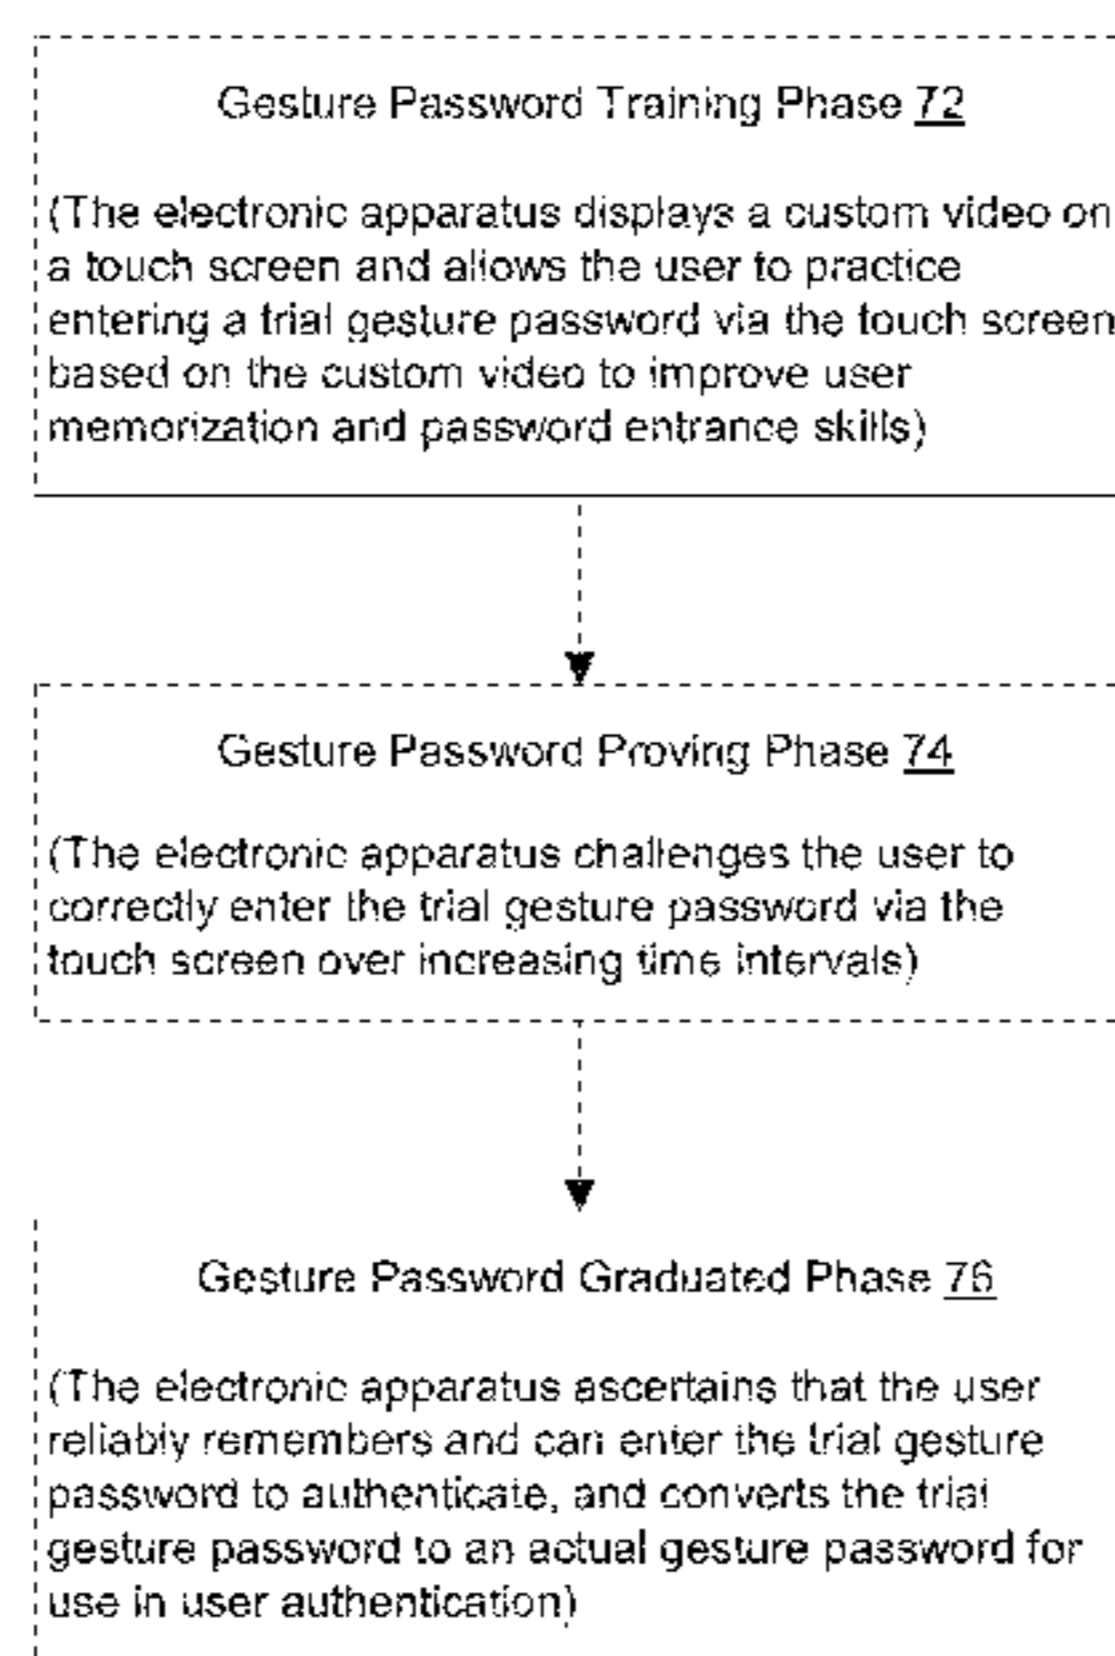 Gesture Password Training Phase 72
(The electronic apparatus displays a custom video on
a touch screen and allows the user to practice
entering a trial gesture password via the touch screen
based on the custom video to improve user
memorization and password entrance skills)
Gesture Password Proving Phase 74
(The electronic apparatus challenges the user to
correctly enter the trial gesture password via the
touch screen over increasing time intervals)
Gesture Password Graduated Phase 76
(The electronic apparatus ascertains that the user
reliably remembers and can enter the trial gesture
password to authenticate, and converts the trial
gesture password to an actual gesture password for
use in user authentication)